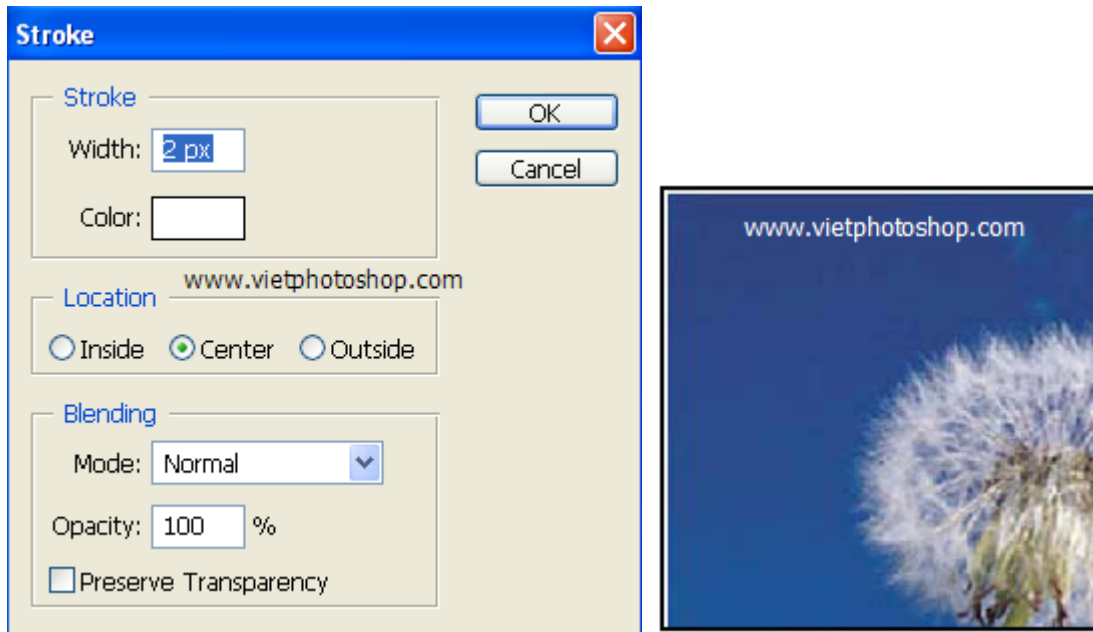 Stroke
Stroke
Width: 2 px
Color:
OK
Cancel
www.vietphotoshop.com
Location
Inside Center Outside
Blending
Mode: Normal
Opacity: 100 %
Preserve Transparency
www.vietphotoshop.com